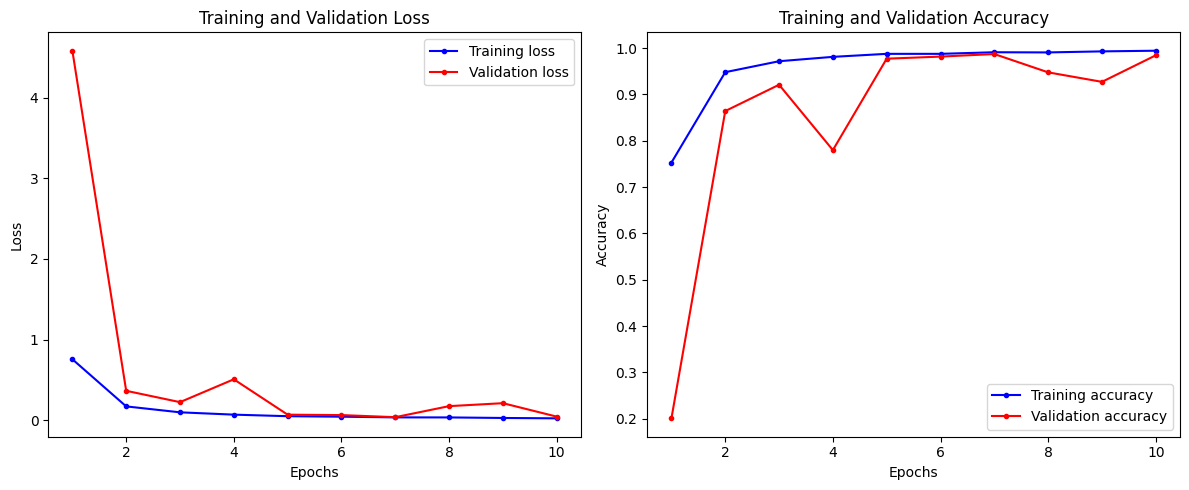 Training and Validation Loss
Training loss
Validation loss
Loss
4
3
2
1
0
2
4
6
8
10
Epochs
Training and Validation Accuracy
Accuracy
1.0
0.9
0.8
0.7
0.6
0.5
0.4
0.3
0.2
Training accuracy
Validation accuracy
2
4
6
8
10
Epochs